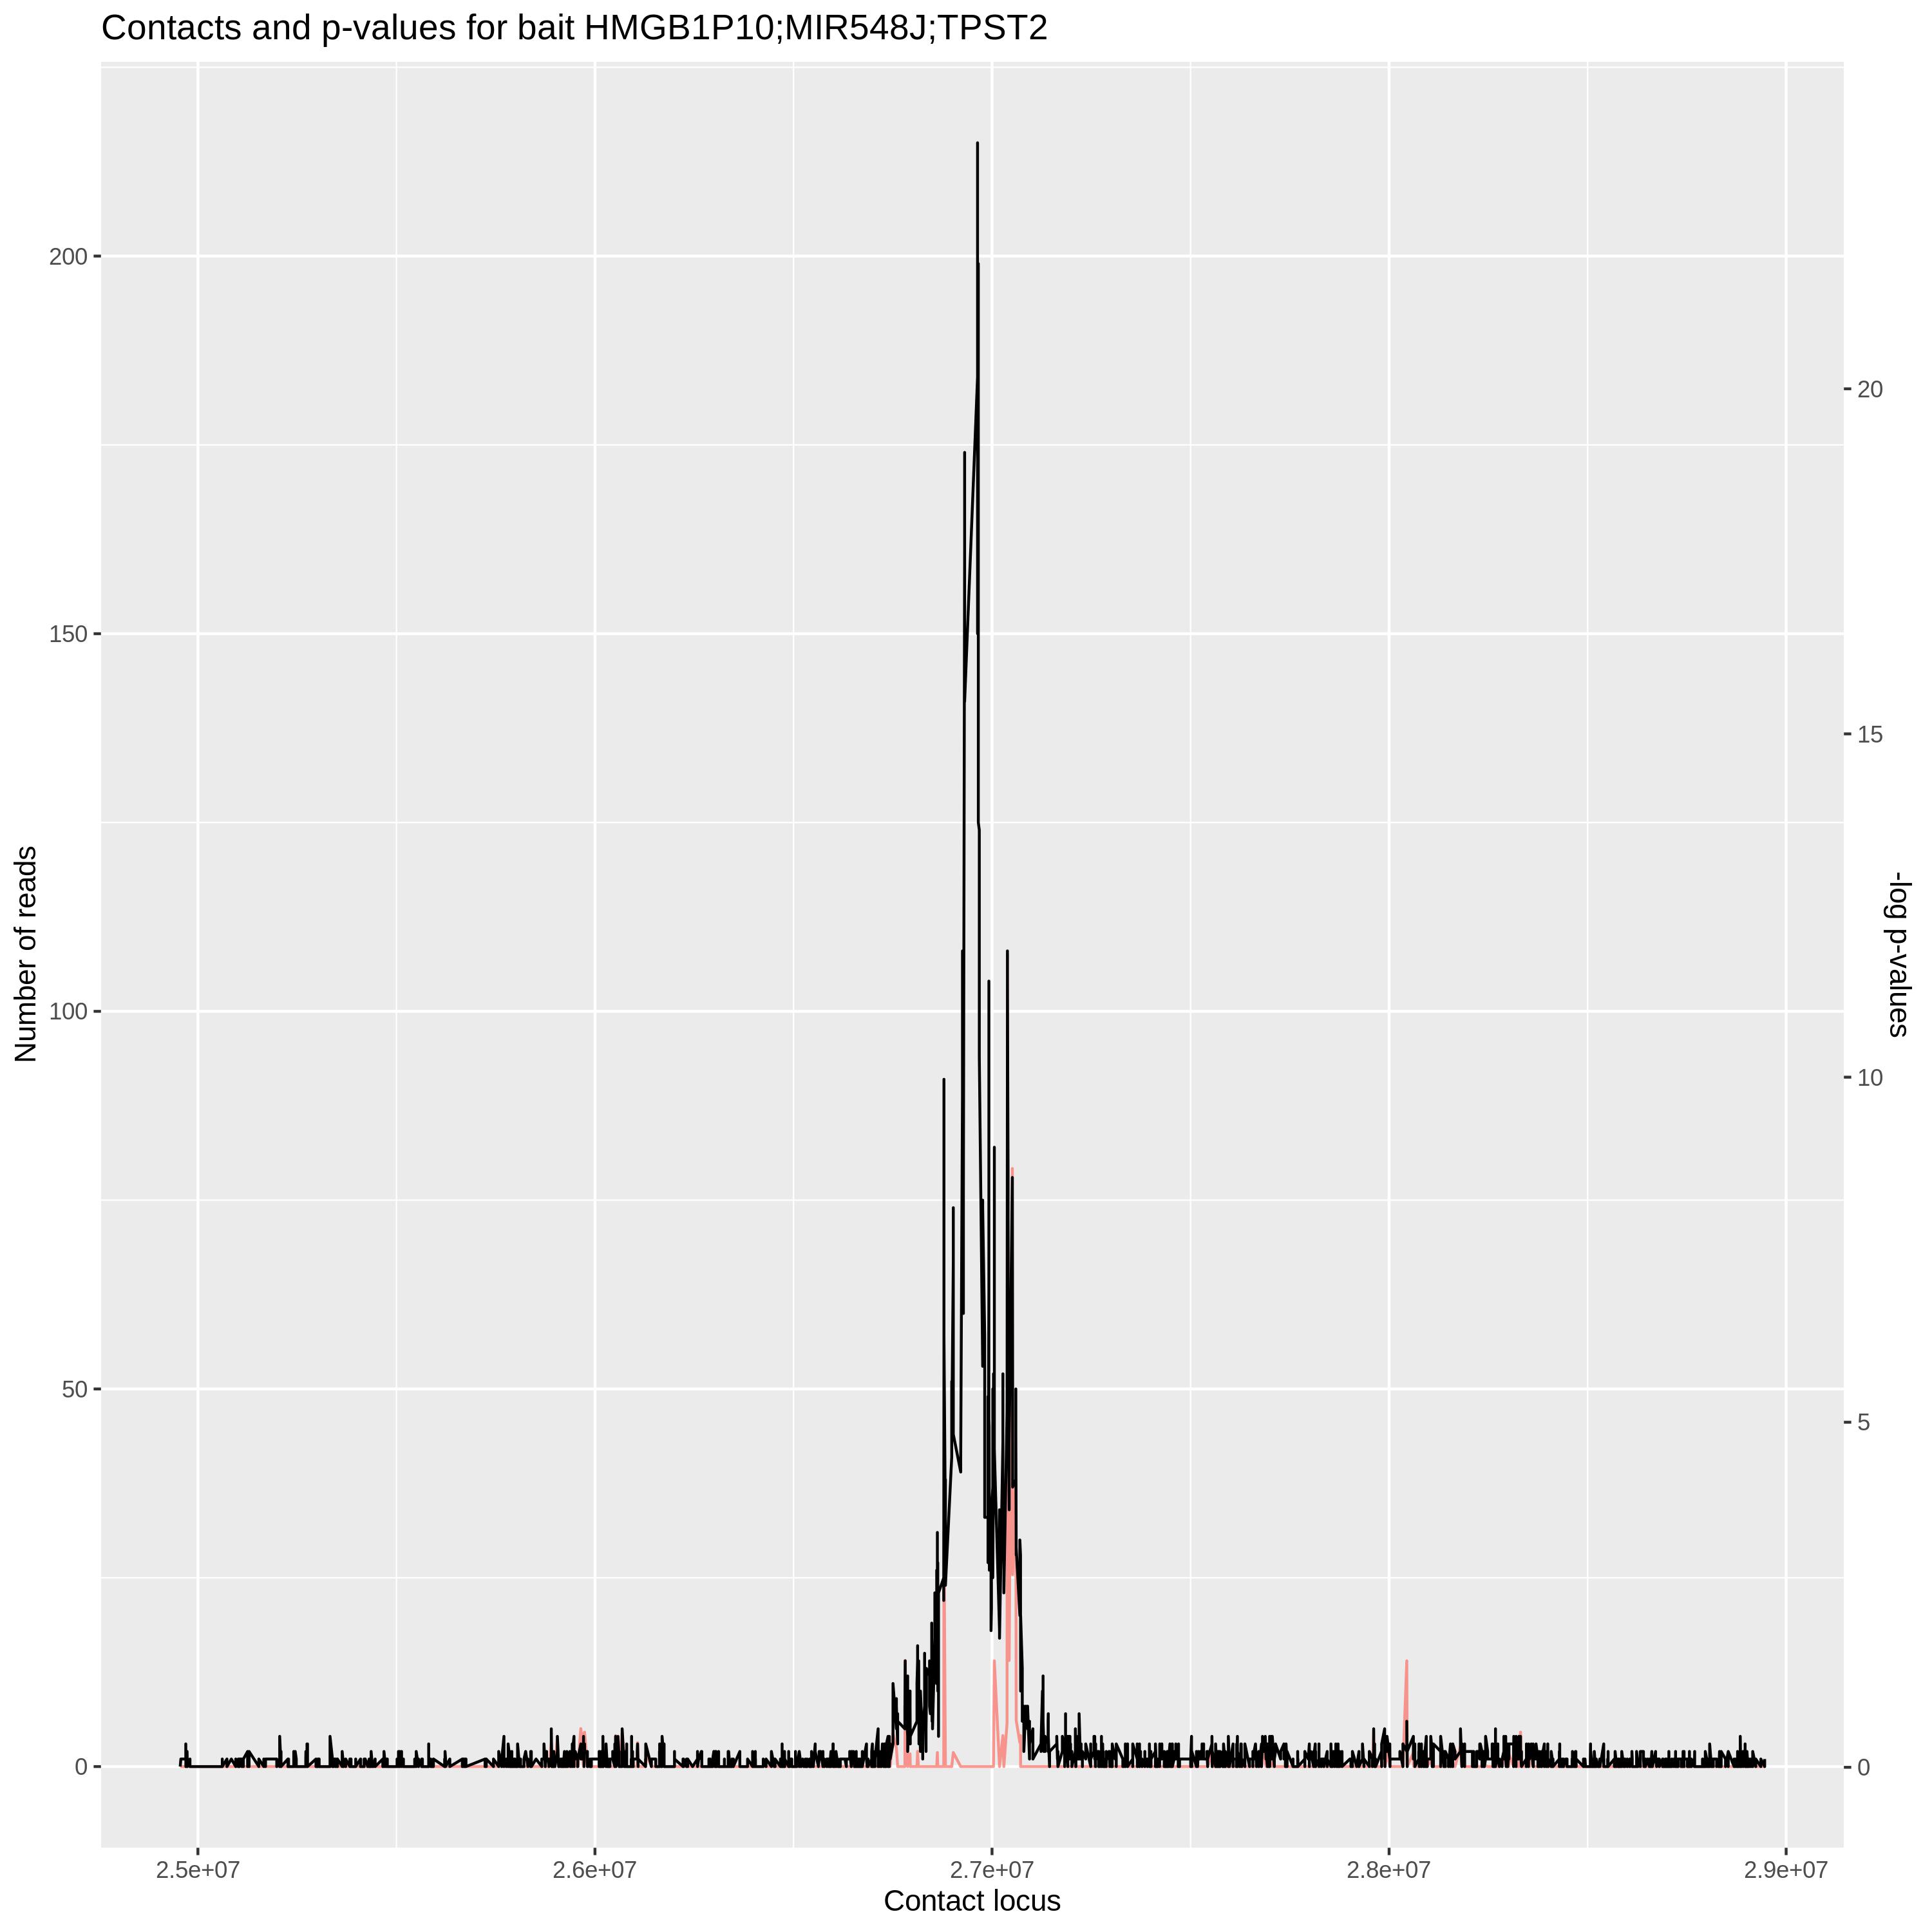 Contacts and p-values for bait HMGB1P10;MIR548J;TPST2
200
150
100
50
0
Number of reads
20
15
10
5
0
-log p-values
2.5e+07 2.6e+07 2.7e+07 2.8e+07 2.9e+07
Contact locus